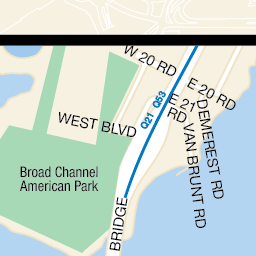 W 20 RD
E 20 RD
E 21
RD
Q21 Q53
WEST BLVD
DEMEREST RD
VAN BRUNT RD
Broad Channel
American Park
BRIDGE